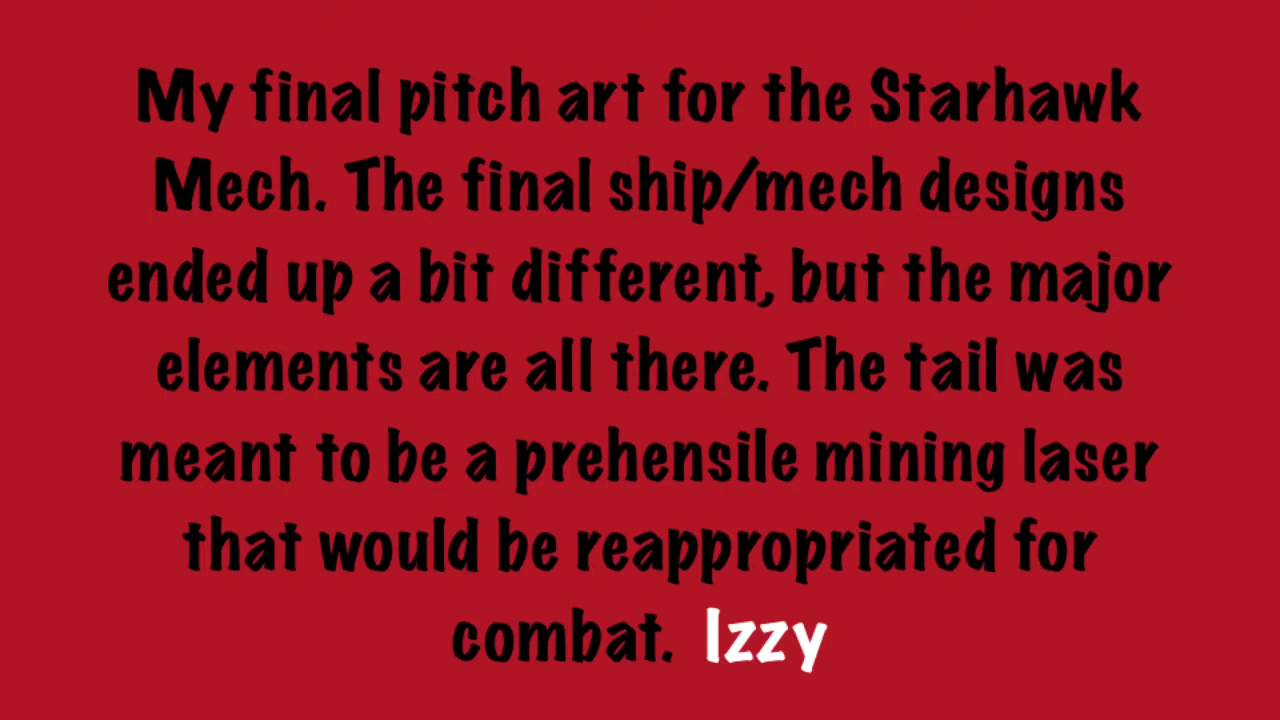 My final pitch art for the Starhawk
Mech. The final ship/mech designs
ended up a bit different, but the major
elements are all there. The tail was
meant to be a prehensile mining laser
that would be reappropriated for
combat. Izzy